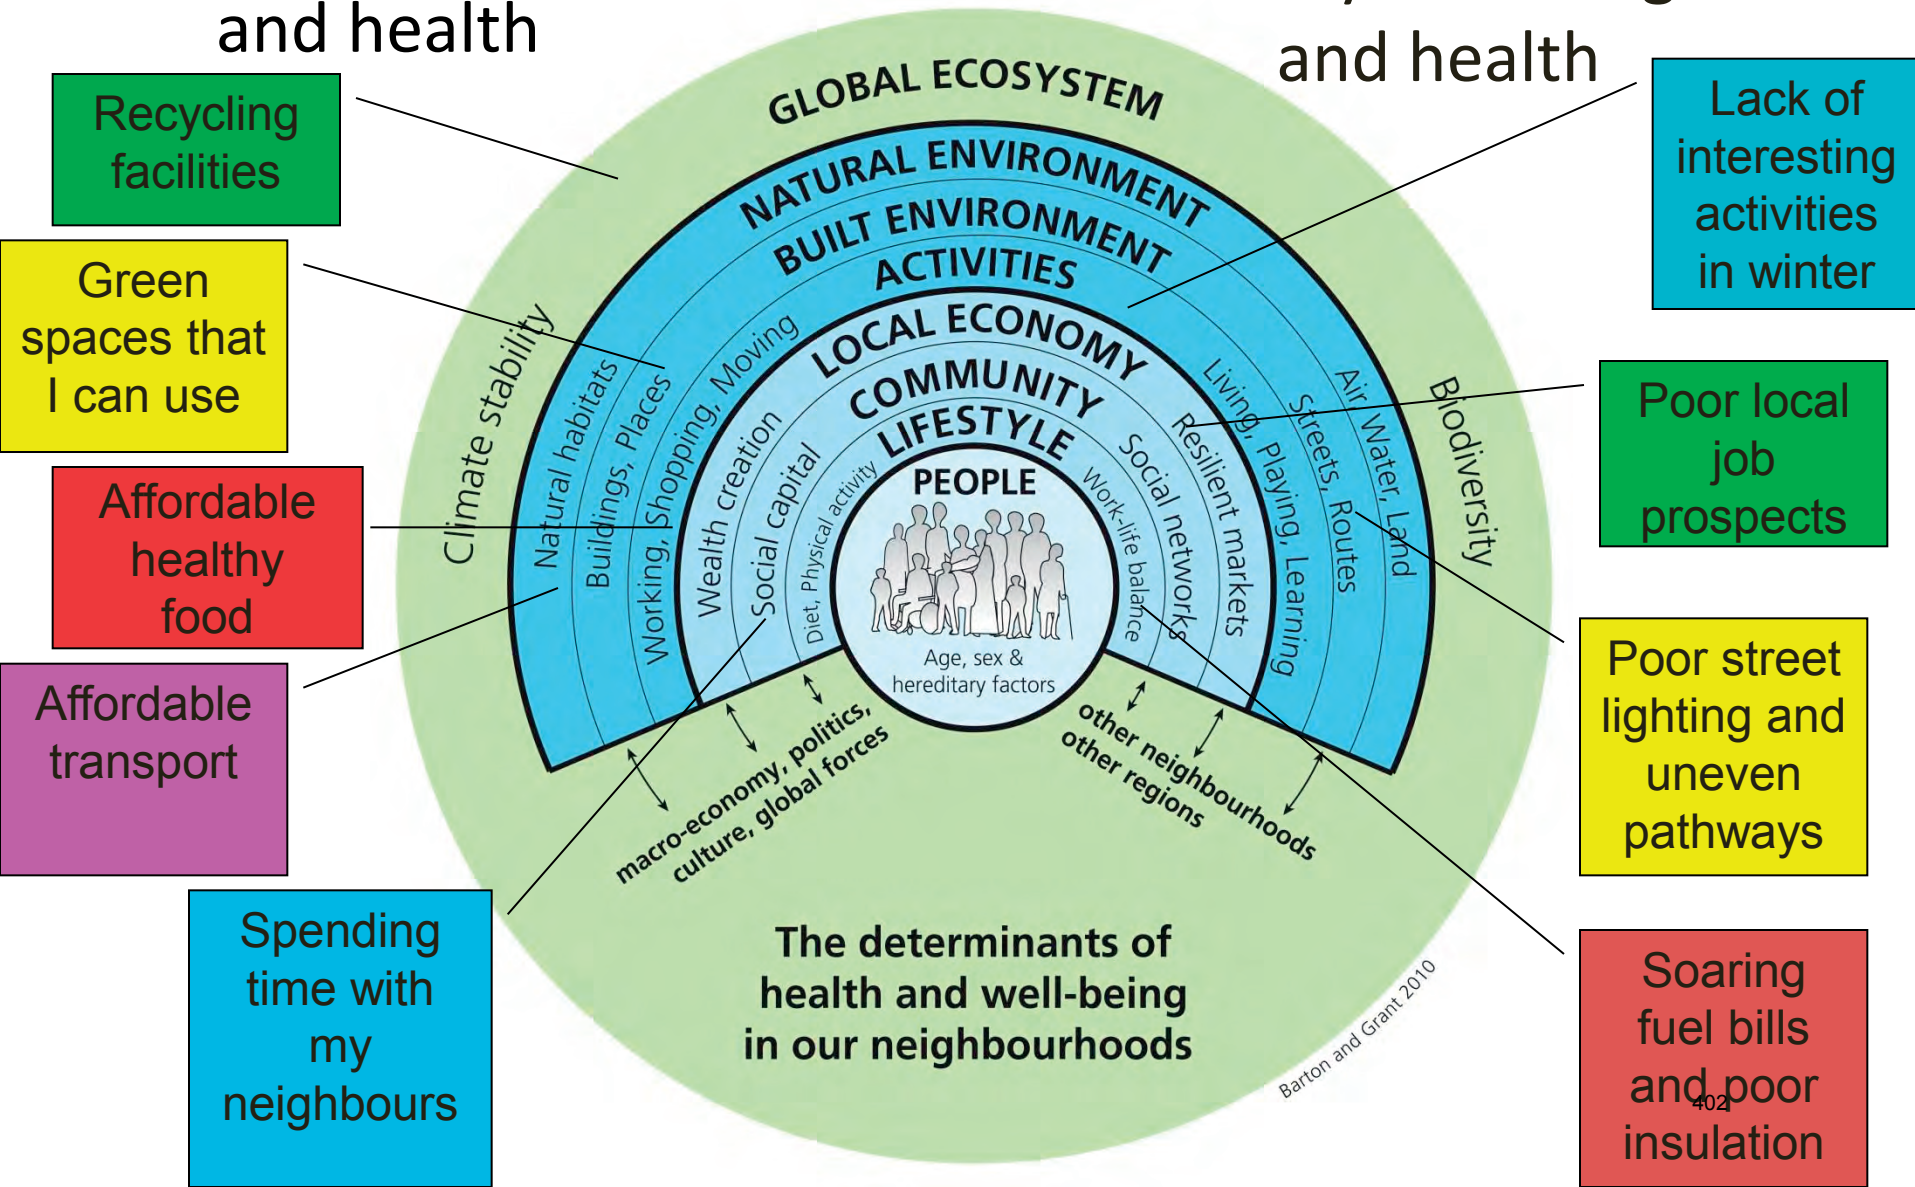 and health
and health
Recycling
facilities
Green
spaces that
I can use
Affordable
healthy
food
Affordable
transport
Spending
time with
my
neighbours
GLOBAL ECOSYSTEM
NATURAL ENVIRONMENT
BUILT ENVIRONMENT
ACTIVITIES
LOCAL ECONOMY
COMMUNITY
LIFESTYLE
PEOPLE
Age, sex &
hereditary factors
Climate stability
Natural habitats
Buildings, Places
Working, Shopping, Moving
Wealth creation
Social capital
Diet, Physical activity
Work-life balance
Social networks
Resilient markets
Living, Playing, Learning
Streets, Routes
Air, Water, Land
Biodiversity
macro-economy, politics,
culture, global forces
other neighbourhoods
other regions
The determinants of
health and well-being
in our neighbourhoods
Barton and Grant 2010
Lack of
interesting
activities
in winter
Poor local
job
prospects
Poor street
lighting and
uneven
pathways
Soaring
fuel bills
and poor
insulation
402